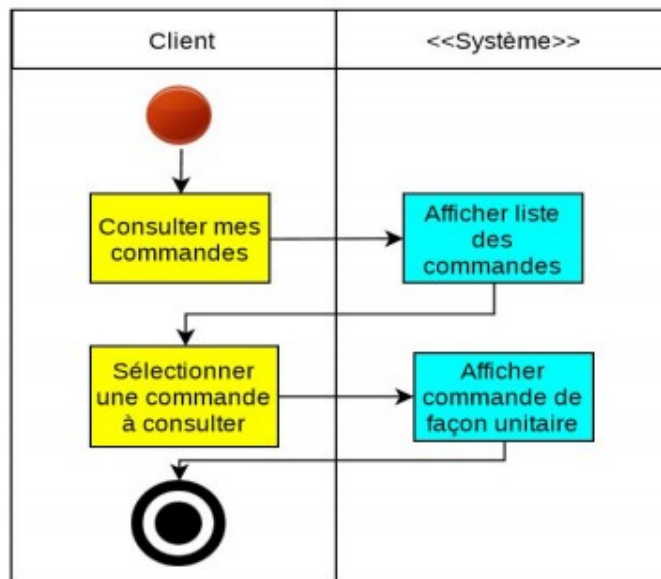 Client
<<Système>>
Consulter mes
commandes
Afficher liste
des
commandes
Sélectionner
une commande
à consulter
Afficher
commande de
façon unitaire